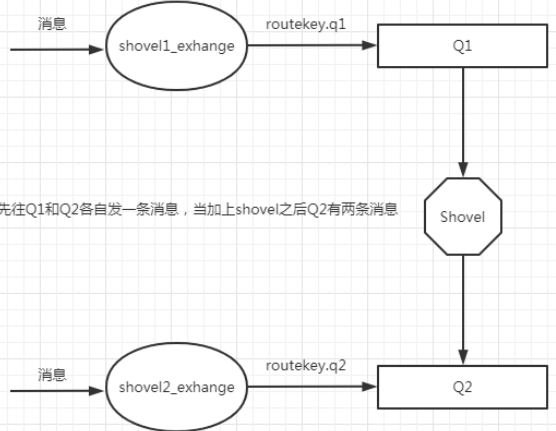 消息
routekey.q1
shovel1_exhange
Q1
先往Q1和Q2各自发一条消息，当加上shovel之后Q2有两条消息
Shovel
消息
routekey.q2
shovel2_exhange
Q2